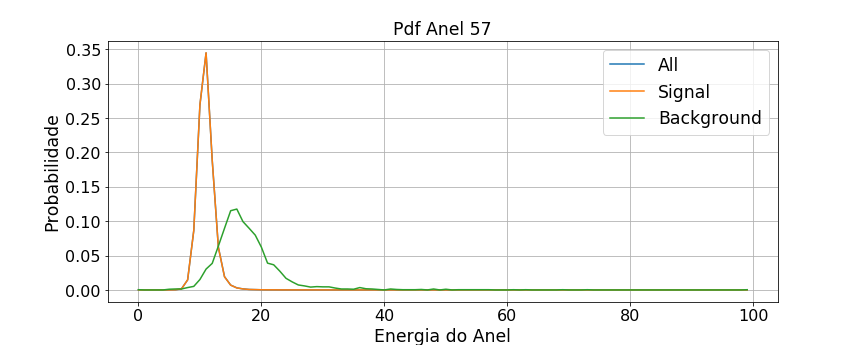 Pdf Anel 57
Probabilidade
0.35
0.30
0.25
0.20
0.15
0.10
0.05
0.00
All
Signal
Background
0 20 40 60 80 100
Energia do Anel